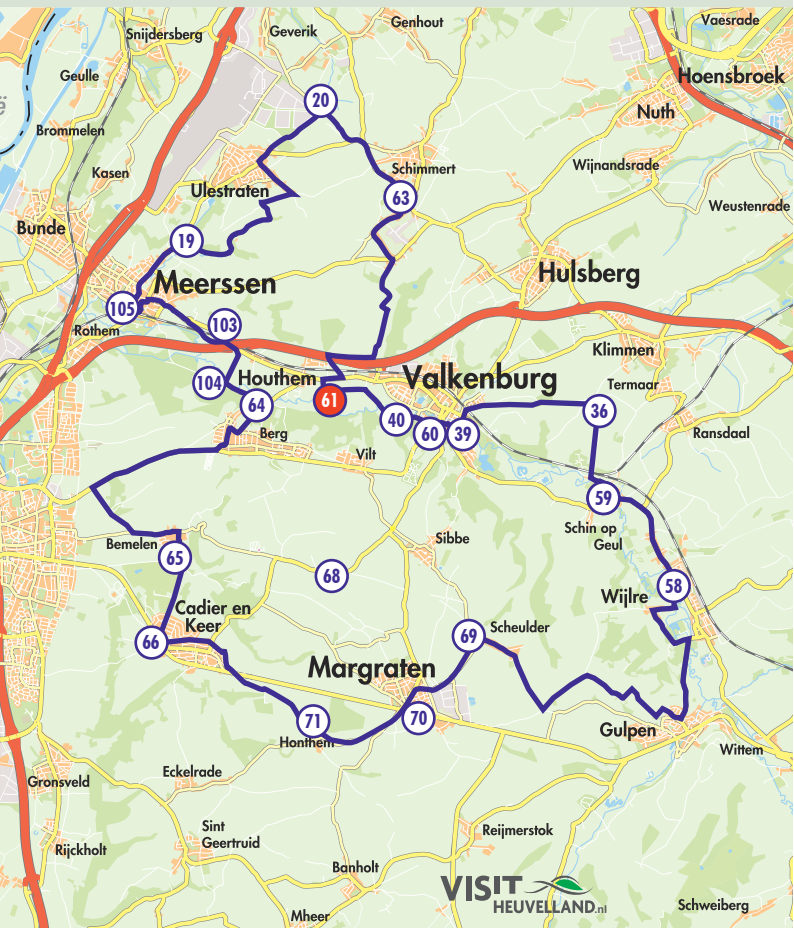 Vaesrade
Genhout
Geverik
Snijdersberg
Geulle
Hoensbroek
ë
20
Nuth
Brommelen
Kasen
Schimmert
Wijnandsrade
Ulestraten
63
Weustenrade
Bunde
19
Hulsberg
Meerssen
105
103
Rothem
Klimmen
104
Houthem
Valkenburg
Termaar
61
64
36
40
60
39
Berg
Ransdaal
Vilt
59
Schin op
Geul
Sibbe
Bemelen
65
68
58
Wijlre
Cadier en
Keer
66
69
Scheulder
Margraten
71
70
Honthem
Gulpen
Wittem
Eckelrade
Gronsveld
Sint
Geertruid
Reijmerstok
Rijckholt
Banholt
VISIT
HEUVELLAND.nl
Schweiberg
Mheer